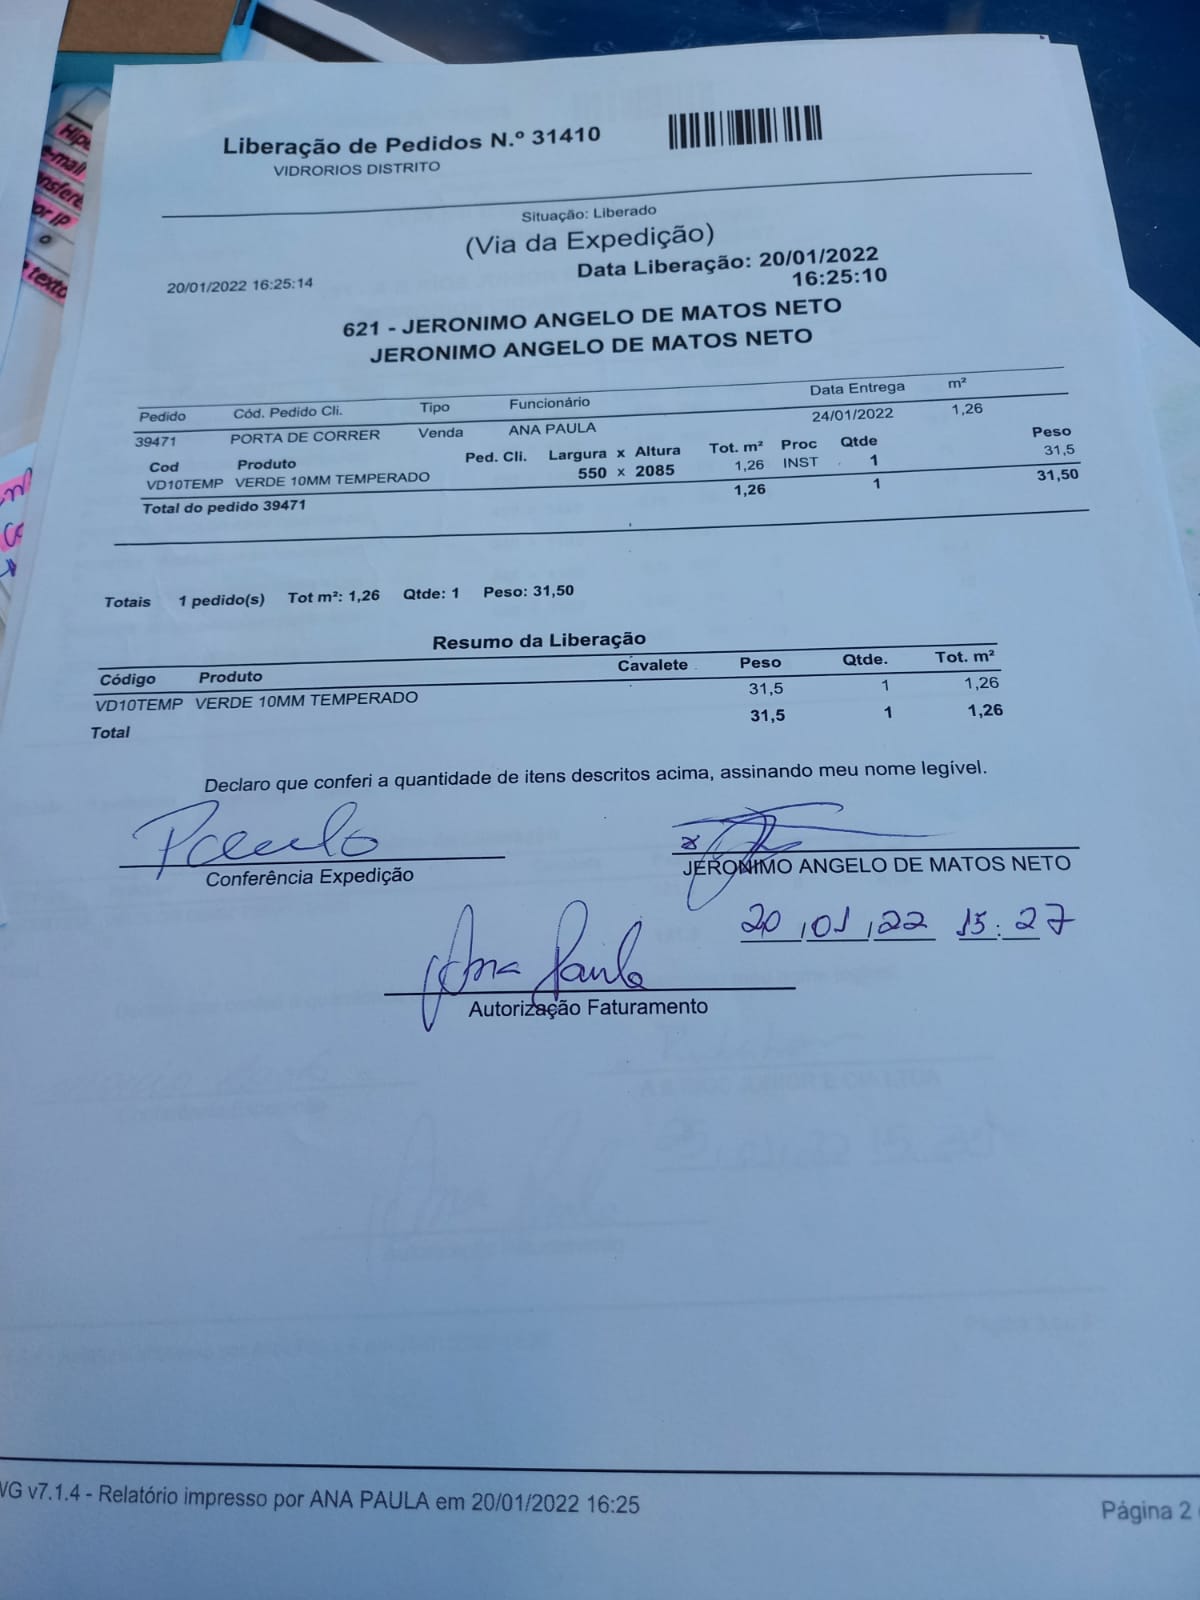 Liberação de Pedidos N.º 31410
VIDRORIOS DISTRITO
Situação: Liberado
(Via da Expedição)
20/01/2022 16:25:14
Data Liberação: 20/01/2022
16:25:10
621 - JERONIMO ANGELO DE MATOS NETO
JERONIMO ANGELO DE MATOS NETO
Pedido Cód. Pedido Cli. Tipo Funcionário Data Entrega m²
39471 PORTA DE CORRER Venda ANA PAULA 24/01/2022 1,26
Cod Produto Ped. Cli. Largura x Altura Tot. m² Proc Qtde Peso
VD10TEMP VERDE 10MM TEMPERADO 550 x 2085 1,26 INST 1 31,5
Total do pedido 39471 1,26 1 31,50
Totais 1 pedido(s) Tot m²: 1,26 Qtde: 1 Peso: 31,50
Resumo da Liberação
Código Produto Cavalete Peso Qtde. Tot. m²
VD10TEMP VERDE 10MM TEMPERADO 31,5 1 1,26
Total 31,5 1 1,26
Declaro que conferi a quantidade de itens descritos acima, assinando meu nome legível.
Paulo
Conferência Expedição
JERONIMO ANGELO DE MATOS NETO
20/01/22 15:27
Ana Paula
Autorização Faturamento
WG v7.1.4 - Relatório impresso por ANA PAULA em 20/01/2022 16:25
Página 2